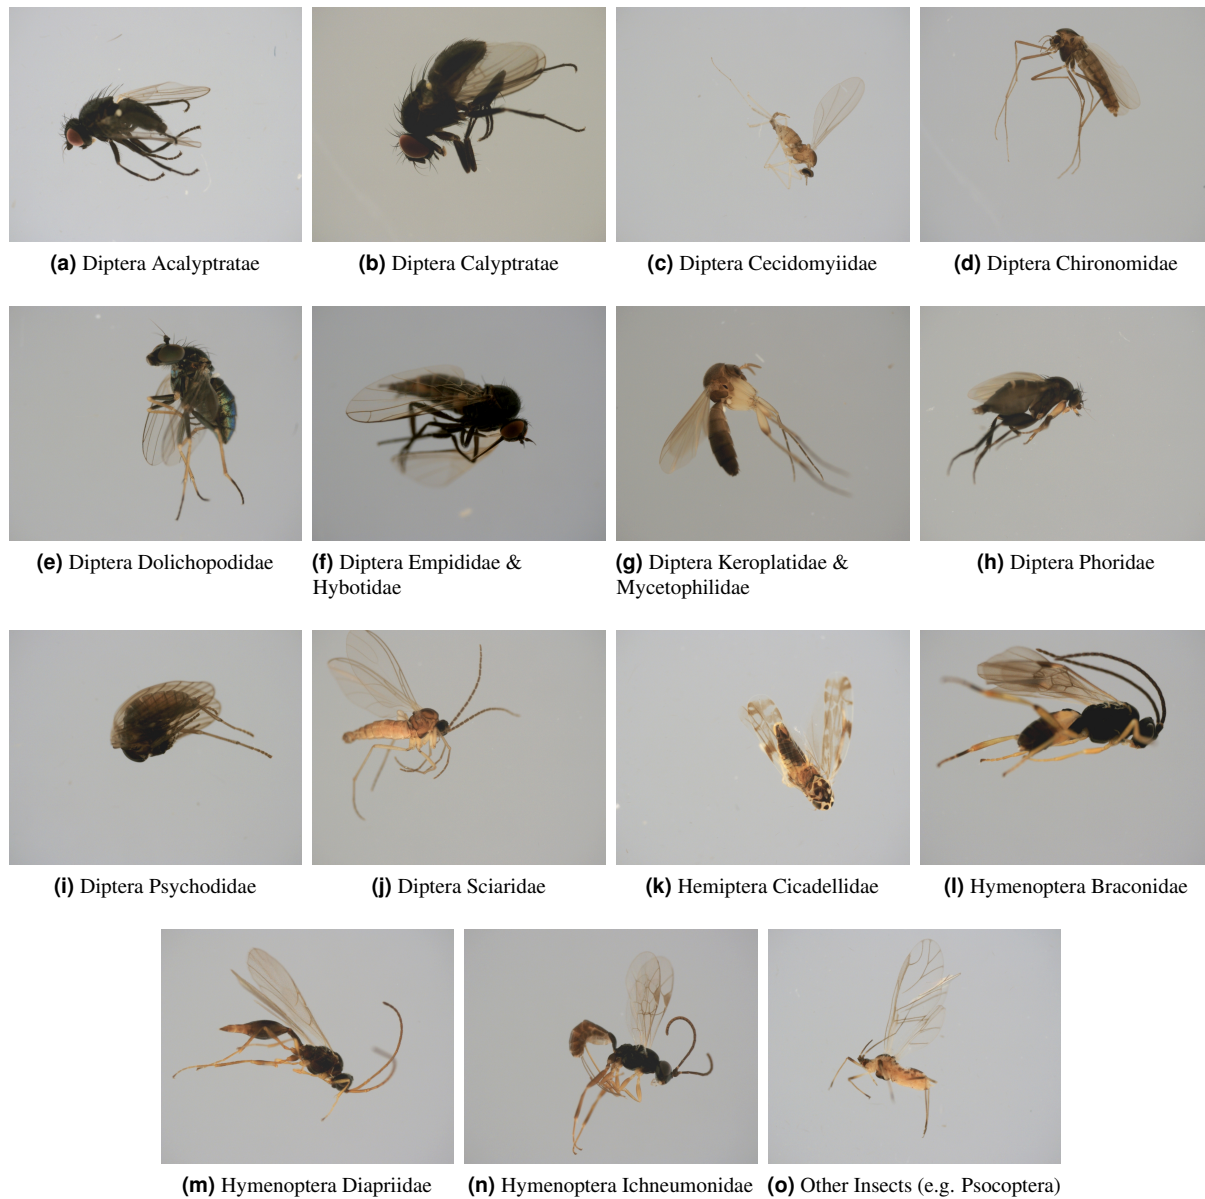 (a) Diptera Acalyptratae
(b) Diptera Calyptratae
(c) Diptera Cecidomyiidae
(d) Diptera Chironomidae
(e) Diptera Dolichopodidae
(f) Diptera Empididae &
Hybotidae
(g) Diptera Keroplatidae &
Mycetophilidae
(h) Diptera Phoridae
(i) Diptera Psychodidae
(j) Diptera Sciaridae
(k) Hemiptera Cicadellidae
(l) Hymenoptera Braconidae
(m) Hymenoptera Diapriidae
(n) Hymenoptera Ichneumonidae
(o) Other Insects (e.g. Psocoptera)